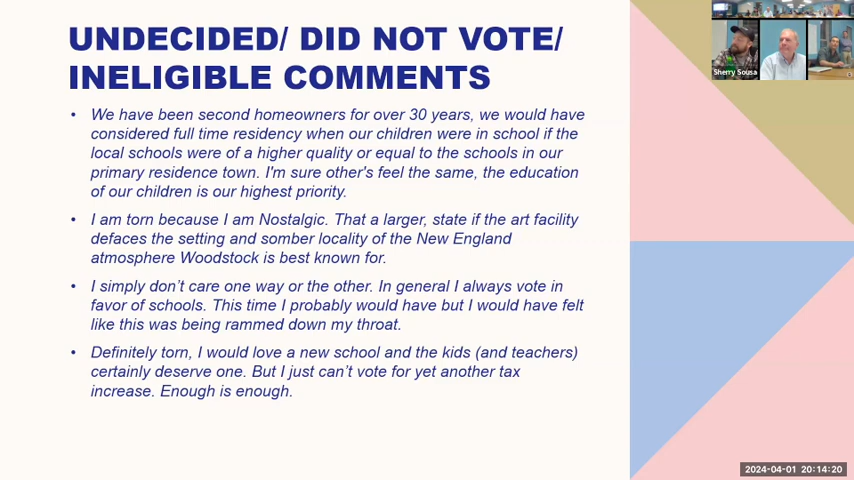 UNDECIDED/ DID NOT VOTE/
INELIGIBLE COMMENTS
• We have been second homeowners for over 30 years, we would have
considered full time residency when our children were in school if the
local schools were of a higher quality or equal to the schools in our
primary residence town. I'm sure other's feel the same, the education
of our children is our highest priority.
• I am torn because I am Nostalgic. That a larger, state if the art facility
defaces the setting and somber locality of the New England
atmosphere Woodstock is best known for.
• I simply don’t care one way or the other. In general I always vote in
favor of schools. This time I probably would have but I would have felt
like this was being rammed down my throat.
• Definitely torn, I would love a new school and the kids (and teachers)
certainly deserve one. But I just can’t vote for yet another tax
increase. Enough is enough.
Sherry Sousa
2024-04-01 20:14:20